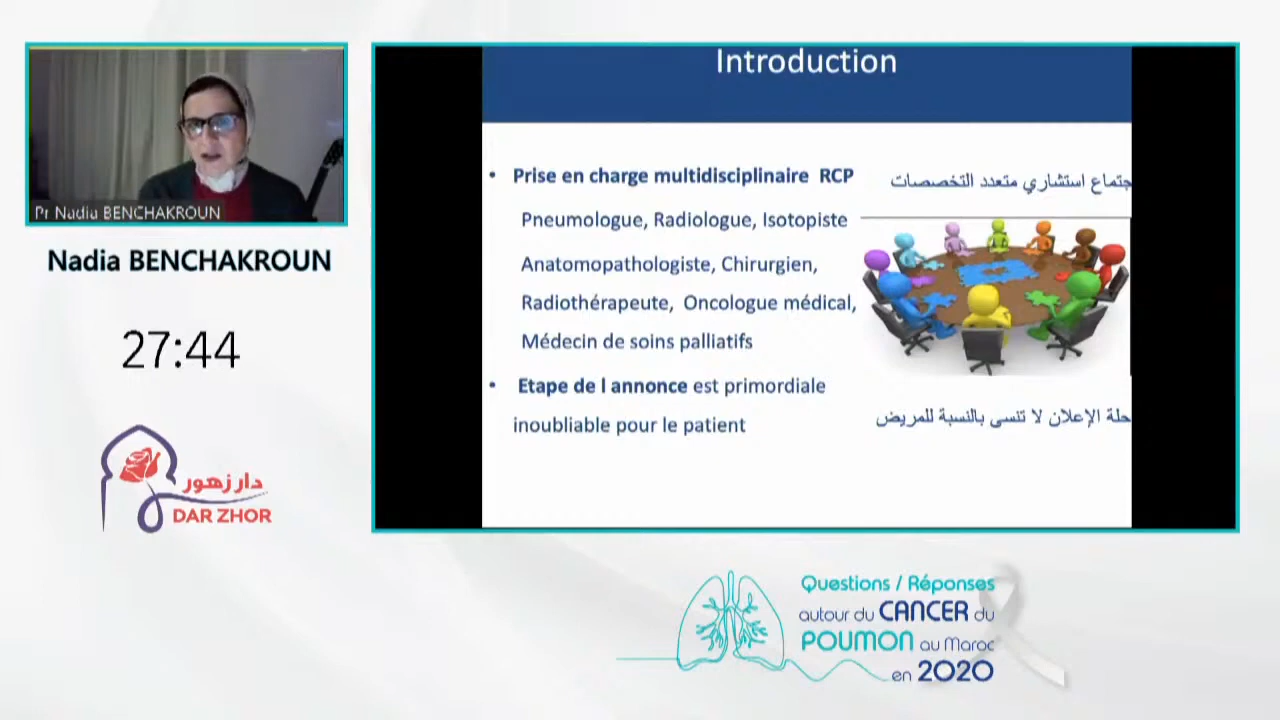 Pr Nadia BENCHAKROUN
Nadia BENCHAKROUN
27:44
دار زهور
DAR ZHOR
Introduction
• Prise en charge multidisciplinaire RCP
جتماع استشاري متعدد التخصصات
Pneumologue, Radiologue, Isotopiste
Anatomopathologiste, Chirurgien,
Radiothérapeute, Oncologue médical,
Médecin de soins palliatifs
• Etape de l annonce est primordiale
inoubliable pour le patient
حلة الإعلان لا تنسى بالنسبة للمريض
Questions / Réponses
autour du CANCER du
POUMON au Maroc
en 2020